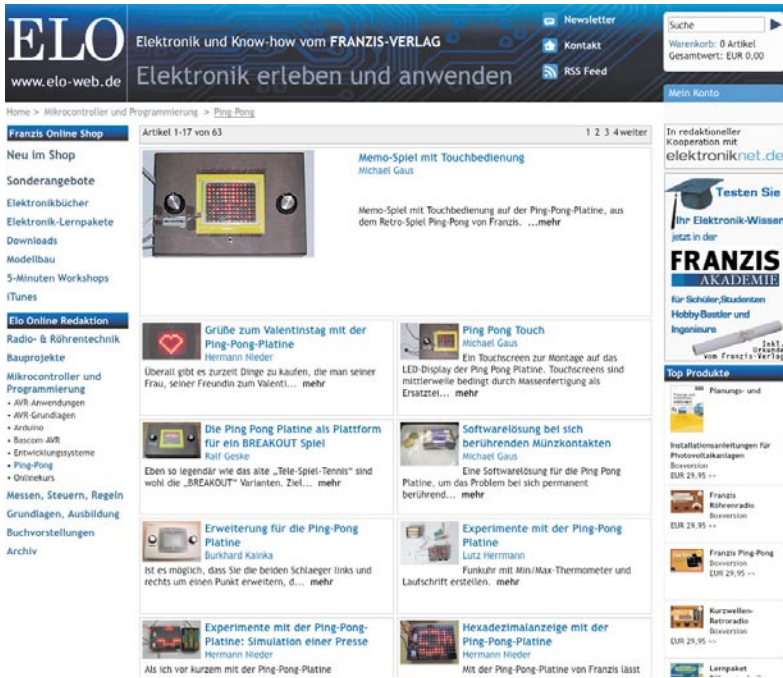 ELO
www.elo-web.de
Elektronik und Know-how vom FRANZIS-VERLAG
Elektronik erleben und anwenden
Newsletter
Kontakt
RSS Feed
Suche
Warenkorb: 0 Artikel
Gesamtwert: EUR 0,00
Mein Konto
Home > Mikrocontroller und Programmierung > Ping-Pong
Franzis Online Shop
Neu im Shop
Sonderangebote
Elektronikbücher
Elektronik-Lernpakete
Downloads
Modellbau
5-Minuten Workshops
iTunes
Elo Online Redaktion
Radio- & Röhrentechnik
Bauprojekte
Mikrocontroller und
Programmierung
• AVR-Anwendungen
• AVR-Grundlagen
• Arduino
• Bascom-AVR
• Entwicklungssysteme
• Ping-Pong
• Onlinekurs
Messen, Steuern, Regeln
Grundlagen, Ausbildung
Buchvorstellungen
Archiv
Artikel 1-17 von 63
1 2 3 4 weiter
Memo-Spiel mit Touchbedienung
Michael Gaus
Memo-Spiel mit Touchbedienung auf der Ping-Pong-Platine, aus
dem Retro-Spiel Ping-Pong von Franzis. ...mehr
Grüße zum Valentinstag mit der
Ping-Pong-Platine
Hermann Nieder
Überall gibt es zurzeit Dinge zu kaufen, die man seiner
Frau, seiner Freundin zum Valenti... mehr
Ping Pong Touch
Michael Gaus
Ein Touchscreen zur Montage auf das
LED-Display der Ping Pong Platine. Touchscreens sind
mittlerweile bedingt durch Massenfertigung als
Ersatztei... mehr
Die Ping Pong Platine als Plattform
für ein BREAKOUT Spiel
Ralf Geske
Eben so legendär wie das alte „Tele-Spiel-Tennis“ sind
wohl die „BREAKOUT“ Varianten. Ziel... mehr
Softwarelösung bei sich
berührenden Münzkontakten
Michael Gaus
Eine Softwarelösung für die Ping Pong
Platine, um das Problem bei sich permanent
berührend... mehr
Erweiterung für die Ping-Pong
Platine
Burkhard Kainka
Ist es möglich, dass Sie die beiden Schlaeger links und
rechts um einen Punkt erweitern, d... mehr
Experimente mit der Ping-Pong
Platine
Lutz Herrmann
Funkuhr mit Min/Max-Thermometer und
Laufschrift erstellen. mehr
Experimente mit der Ping-Pong-
Platine: Simulation einer Presse
Hermann Nieder
Als ich vor kurzem mit der Ping-Pong-Platine
Hexadezimalanzeige mit der
Ping-Pong-Platine
Hermann Nieder
Mit der Ping-Pong-Platine von Franzis lässt
In redaktioneller
Kooperation mit
elektroniknet.de
Testen Sie
Ihr Elektronik-Wissen
jetzt in der
FRANZIS
AKADEMIE
für Schüler,Studenten
Hobby-Bastler und
Ingenieure
Inkl.
Urkunde
vom Franzis-Verlag
Top Produkte
Planungs- und
Installationsanleitungen für
Photovoltaikanlagen
Boxversion
EUR 29,95 >>
Franzis
Röhrenradio
Boxversion
EUR 29,95 >>
Franzis Ping-Pong
Boxversion
EUR 29,95 >>
Kurzwellen-
Retroradio
Boxversion
EUR 29,95 >>
Lernpaket